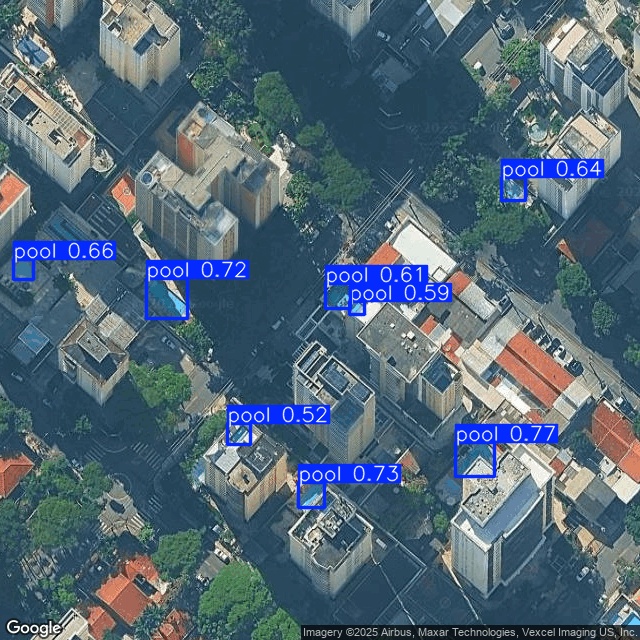 pool 0.64
pool 0.66
pool 0.72
pool 0.61
pool 0.59
pool 0.52
pool 0.77
pool 0.73
Google
Imagery ©2025 Airbus, Maxar Technologies, Vexcel Imaging US, Inc.